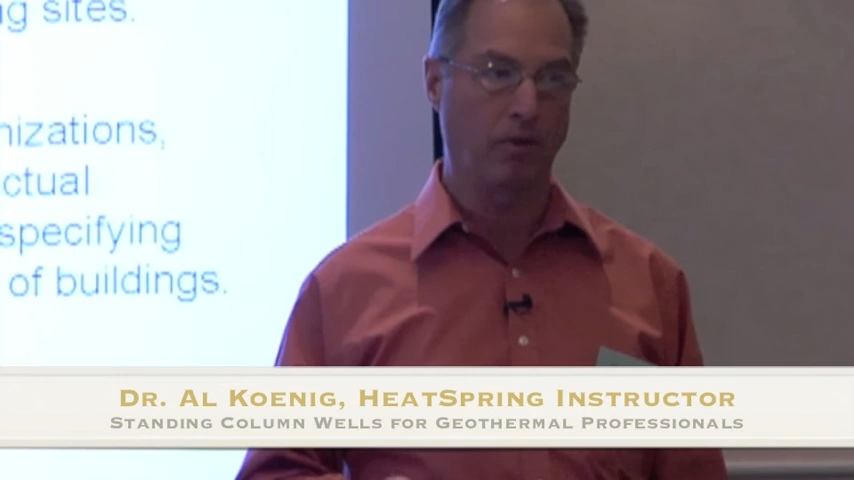 g sites.
nizations,
ctual
specifying
of buildings.
Dr. Al Koenig, HeatSpring Instructor
Standing Column Wells for Geothermal Professionals